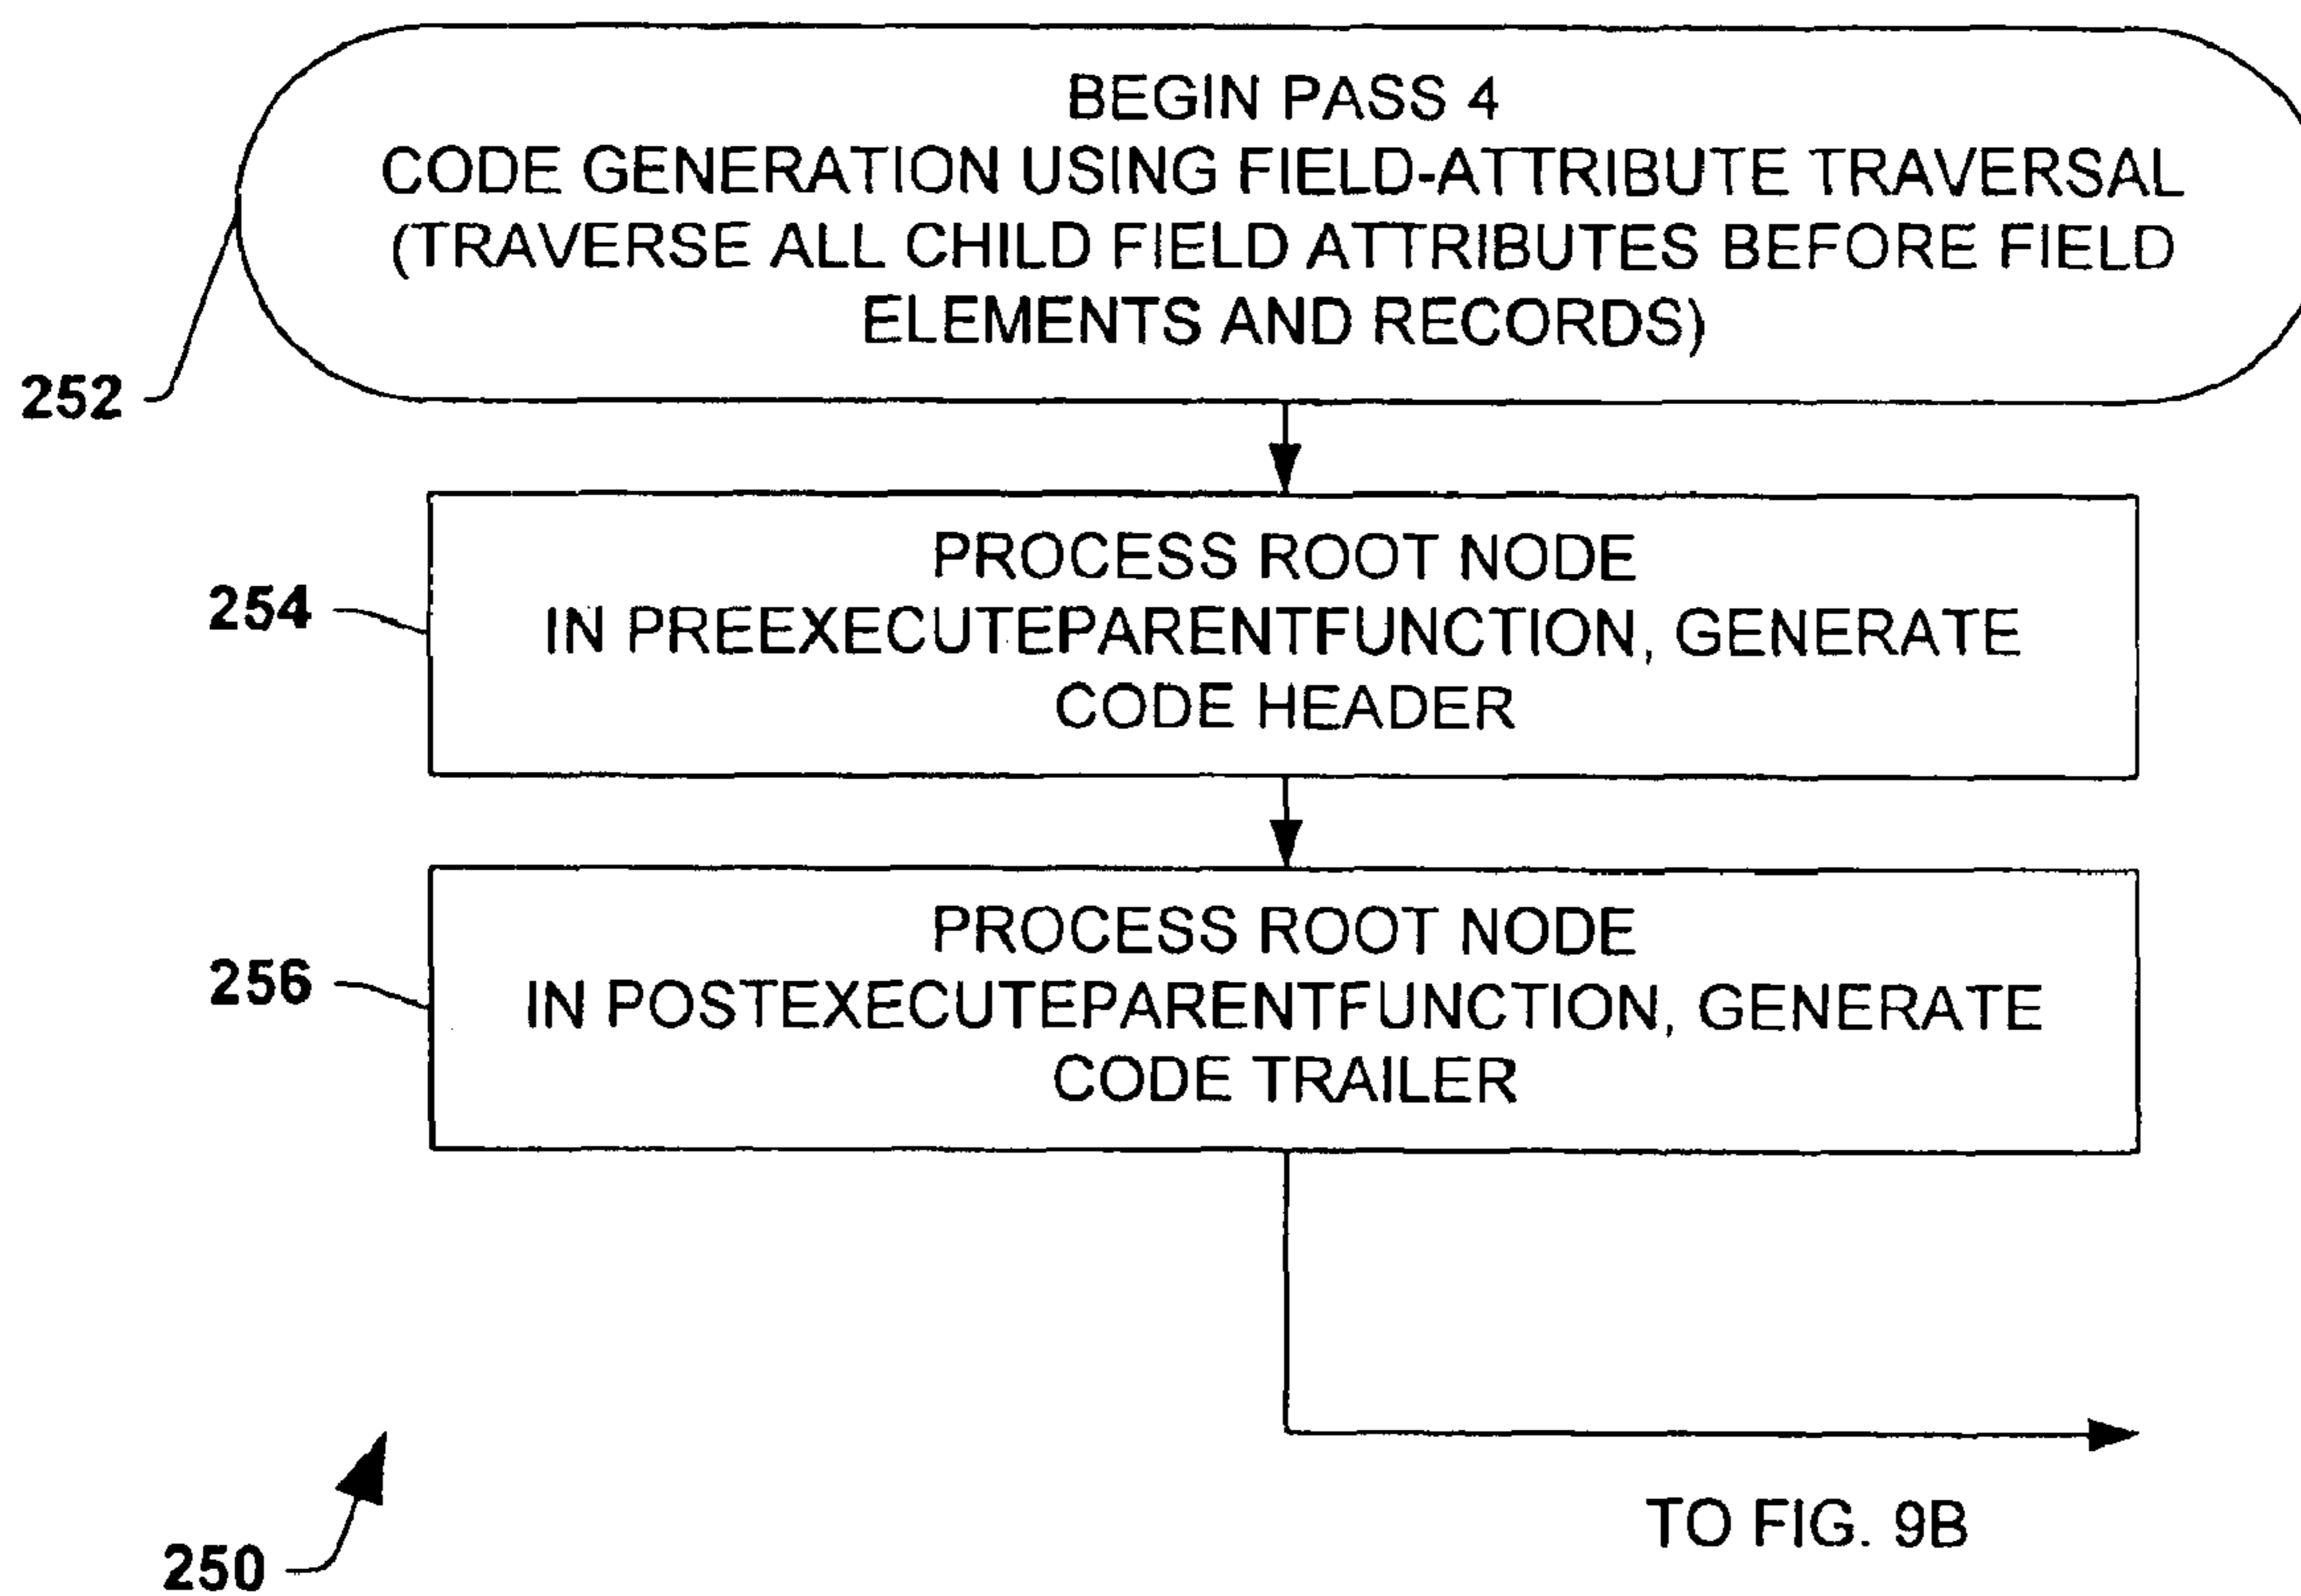 BEGIN PASS 4
CODE GENERATION USING FIELD-ATTRIBUTE TRAVERSAL
(TRAVERSE ALL CHILD FIELD ATTRIBUTES BEFORE FIELD
ELEMENTS AND RECORDS)
252
PROCESS ROOT NODE
254
IN PREEXECUTEPARENTFUNCTION, GENERATE
CODE HEADER
PROCESS ROOT NODE
256
IN POSTEXECUTEPARENTFUNCTION, GENERATE
CODE TRAILER
TO FIG. 9B
250